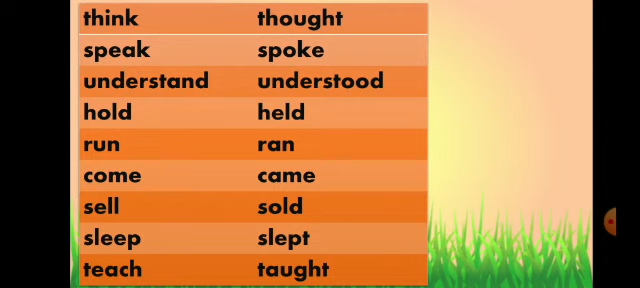 think thought
speak spoke
understand understood
hold held
run ran
come came
sell sold
sleep slept
teach taught